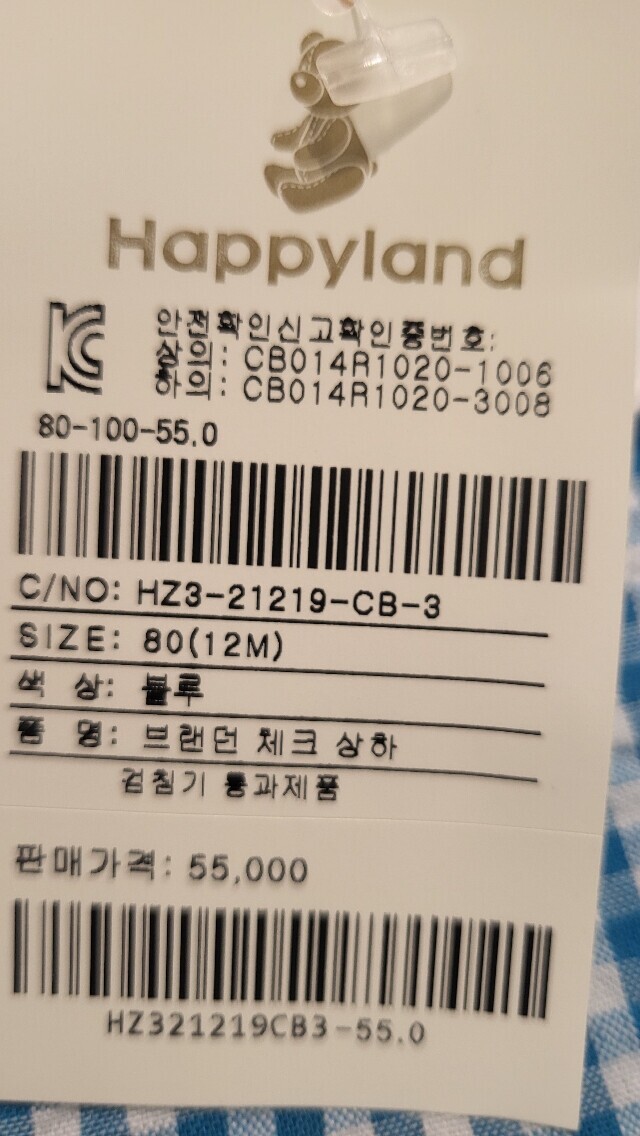 Happyland
안전확인신고확인증번호:
상의: CB014R1020-1006
하의: CB014R1020-3008
80-100-55.0
C/NO: HZ3-21219-CB-3
SIZE: 80(12M)
색 상: 블루
품 명: 브랜던 체크 상하
검침기 통과제품
판매가격: 55,000
HZ321219CB3-55.0